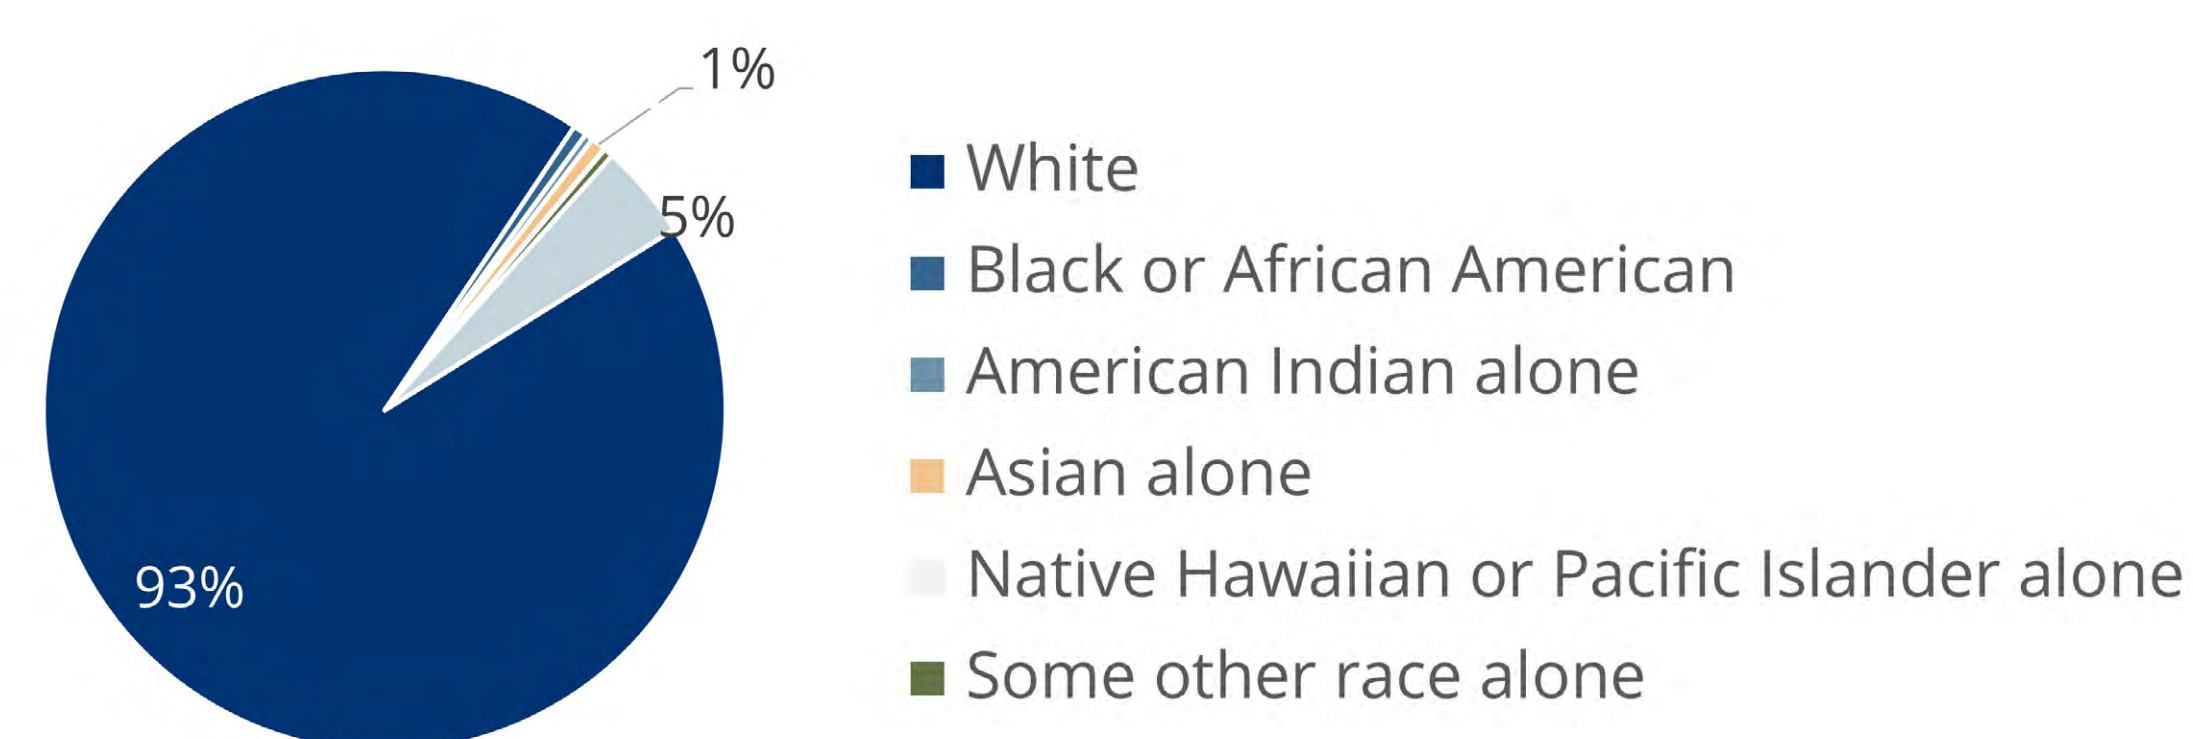 1%
5%
93%
White
Black or African American
American Indian alone
Asian alone
Native Hawaiian or Pacific Islander alone
Some other race alone